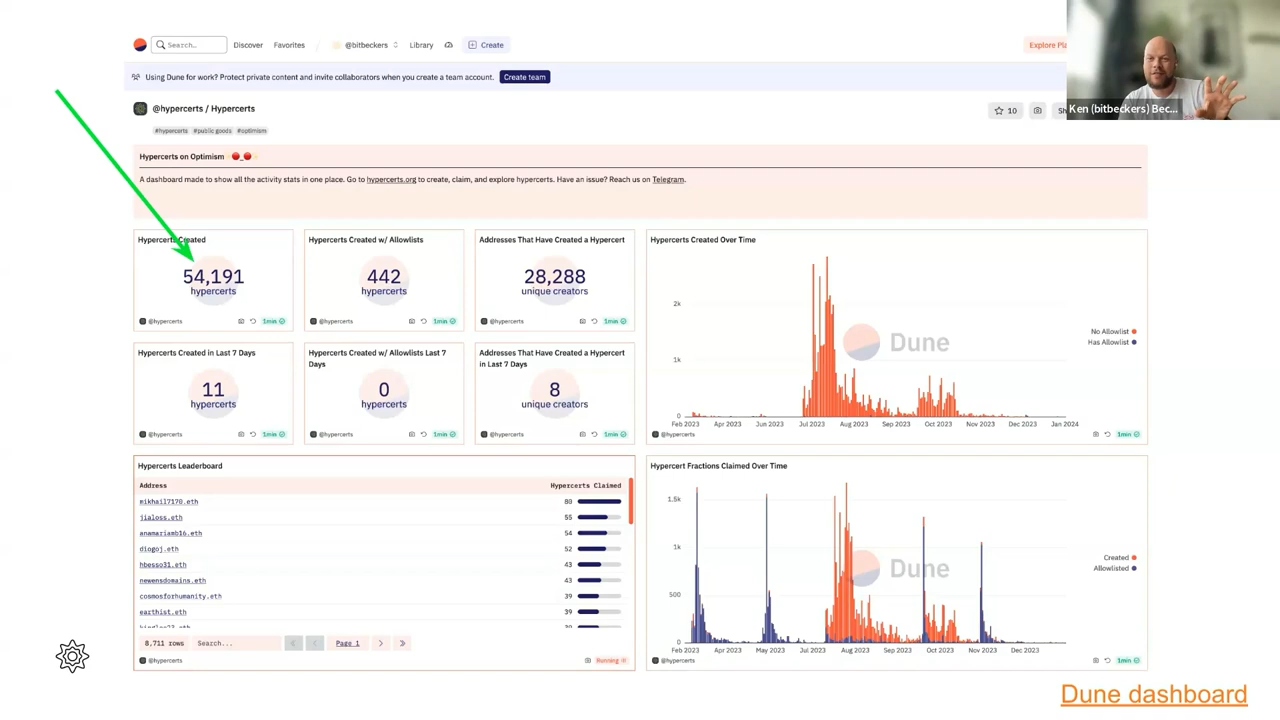 Search...
Discover
Favorites
@bitbeckers
Library
Create
Explore Pla
Using Dune for work? Protect private content and invite collaborators when you create a team account.
Create team
Ken (bitbeckers) Bec...
@hypercerts / Hypercerts
10
#hypercerts #public goods #optimism
Hypercerts on Optimism
A dashboard made to show all the activity stats in one place. Go to hypercerts.org to create, claim, and explore hypercerts. Have an issue? Reach us on Telegram.
Hypercerts Created
54,191
hypercerts
@hypercerts
1min
Hypercerts Created w/ Allowlists
442
hypercerts
@hypercerts
1min
Addresses That Have Created a Hypercert
28,288
unique creators
@hypercerts
1min
Hypercerts Created Over Time
2k
1k
0
Feb 2023 Apr 2023 Jun 2023 Jul 2023 Aug 2023 Sep 2023 Oct 2023 Nov 2023 Dec 2023 Jan 2024
Dune
No Allowlist
Has Allowlist
@hypercerts
1min
Hypercerts Created in Last 7 Days
11
hypercerts
@hypercerts
1min
Hypercerts Created w/ Allowlists Last 7
Days
0
hypercerts
@hypercerts
1min
Addresses That Have Created a Hypercert
in Last 7 Days
8
unique creators
@hypercerts
1min
Hypercerts Leaderboard
Address Hypercerts Claimed
mikhail7170.eth 80
jialoss.eth 55
anamariamb16.eth 54
diogoj.eth 52
hbesso31.eth 43
newensdomains.eth 43
cosmosforhumanity.eth 39
earthist.eth 39
8,711 rows
Search...
Page 1
@hypercerts
Running
Hypercert Fractions Claimed Over Time
1.5k
1k
500
0
Feb 2023 Apr 2023 May 2023 Jul 2023 Aug 2023 Sep 2023 Oct 2023 Nov 2023 Dec 2023
Dune
Created
Allowlisted
@hypercerts
1min
Dune dashboard